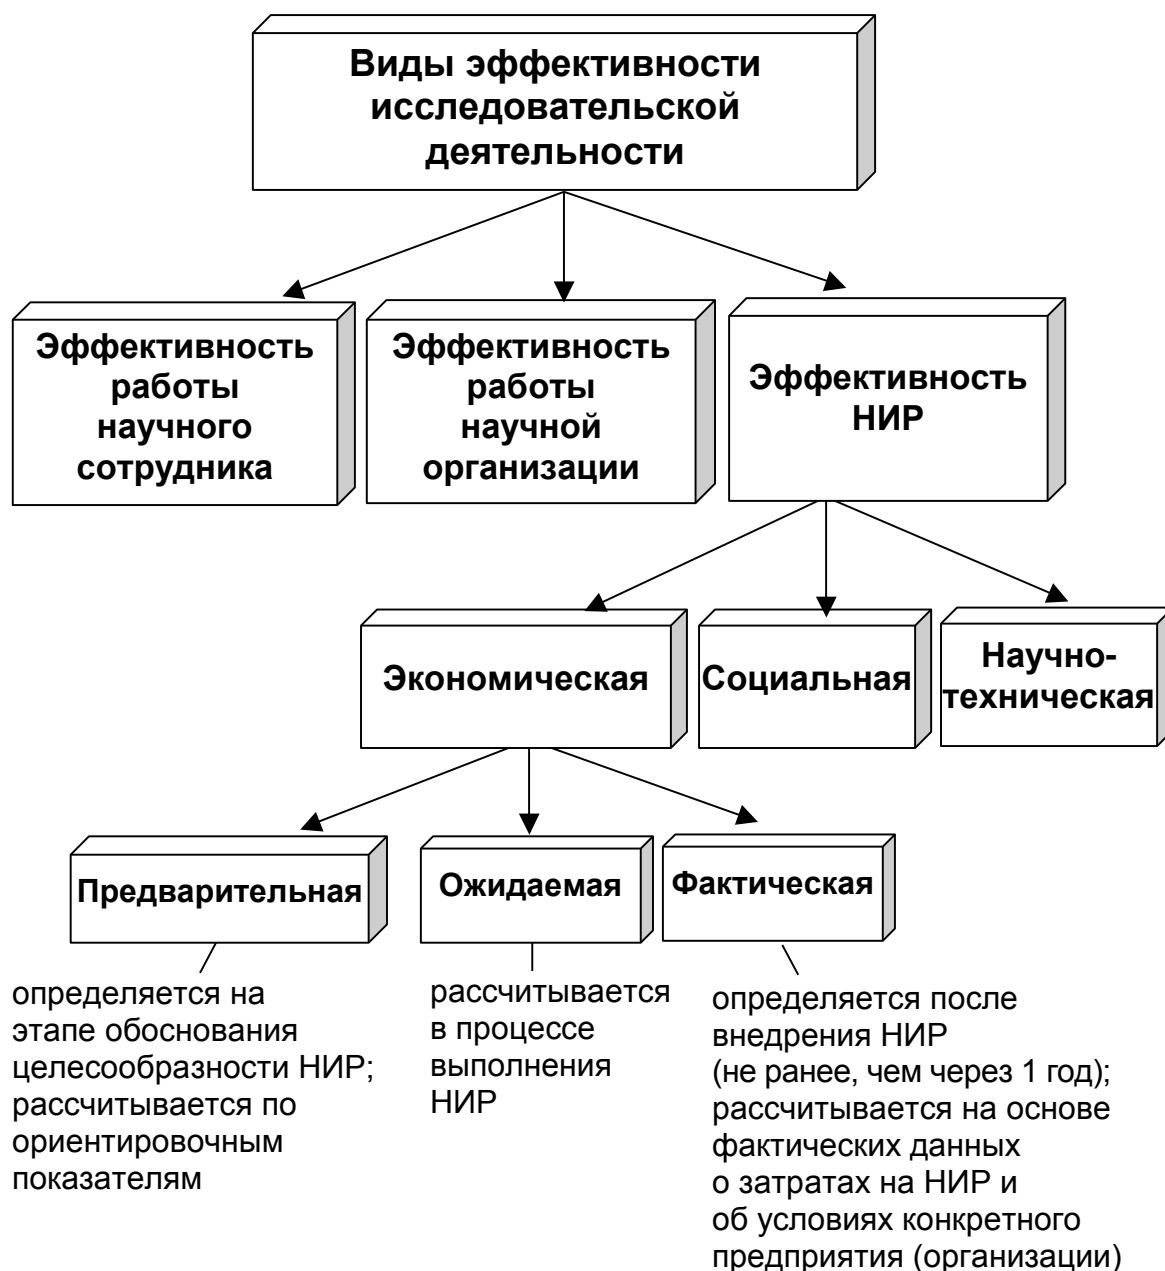 Виды эффективности
исследовательской
деятельности
Эффективность
работы
научного
сотрудника
Эффективность
работы
научной
организации
Эффективность
НИР
Экономическая
Социальная
Научно-
техническая
Предварительная
Ожидаемая
Фактическая
определяется на
этапе обоснования
целесообразности НИР;
рассчитывается по
ориентировочным
показателям
рассчитывается
в процессе
выполнения
НИР
определяется после
внедрения НИР
(не ранее, чем через 1 год);
рассчитывается на основе
фактических данных
о затратах на НИР и
об условиях конкретного
предприятия (организации)